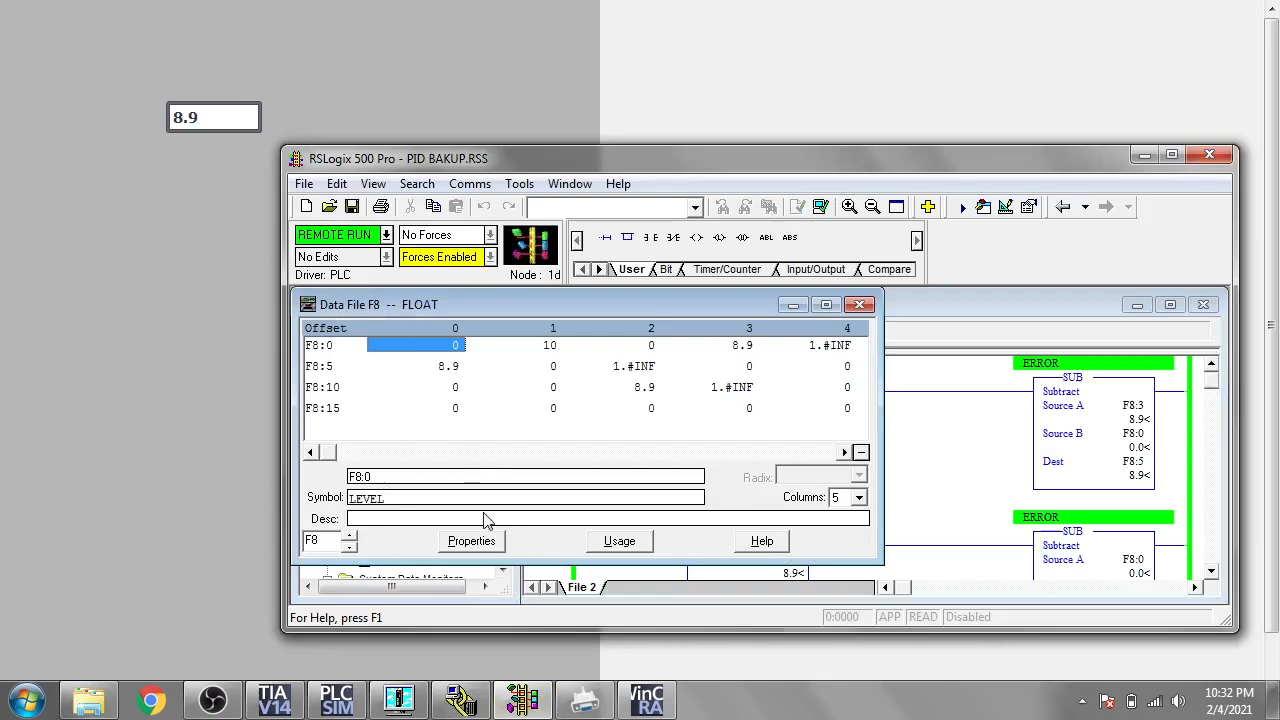 8.9
RSLogix 500 Pro - PID BAKUP.RSS
File Edit View Search Comms Tools Window Help
REMOTE RUN No Forces
No Edits Forces Enabled
Driver: PLC Node : 1d
ABL ABS
User Bit Timer/Counter Input/Output Compare
Data File F8 -- FLOAT
Offset 0 1 2 3 4
F8:0 0 10 0 8.9 1.#INF
F8:5 8.9 0 1.#INF 0 0
F8:10 0 0 8.9 1.#INF 0
F8:15 0 0 0 0 0
F8:0 Radix:
Symbol: LEVEL Columns: 5
Desc:
F8 Properties Usage Help
ERROR
SUB
Subtract
Source A F8:3
8.9<
Source B F8:0
0.0<
Dest F8:5
8.9<
ERROR
SUB
Subtract
Source A F8:0
0.0<
Custom Data Monitors
8.9<
File 2
For Help, press F1 0:0000 APP READ Disabled
TIA V14
PLC SIM
WinC RA
10:32 PM
2/4/2021